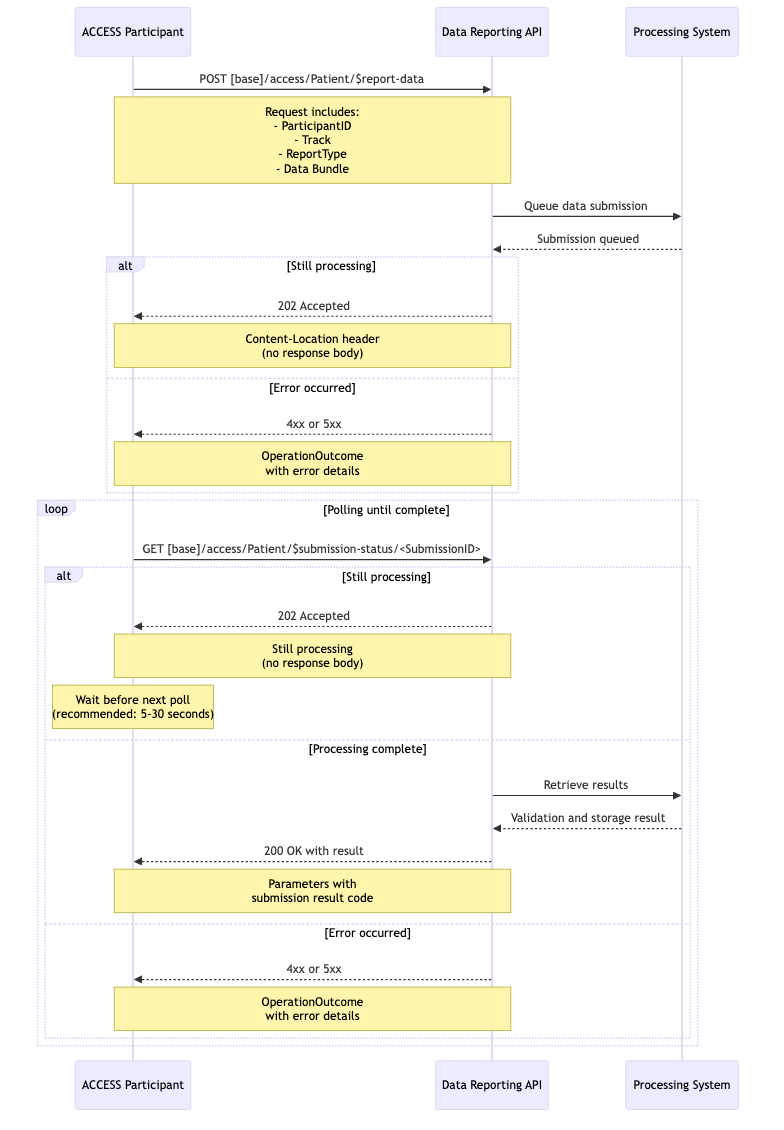 ACCESS Participant
Data Reporting API
Processing System
POST [base]/access/Patient/$report-data
Request includes:
- ParticipantID
- Track
- ReportType
- Data Bundle
Queue data submission
Submission queued
alt
[Still processing]
202 Accepted
Content-Location header
(no response body)
[Error occurred]
4xx or 5xx
OperationOutcome
with error details
loop
[Polling until complete]
GET [base]/access/Patient/$submission-status/<SubmissionID>
alt
[Still processing]
202 Accepted
Still processing
(no response body)
Wait before next poll
(recommended: 5-30 seconds)
[Processing complete]
Retrieve results
Validation and storage result
200 OK with result
Parameters with
submission result code
[Error occurred]
4xx or 5xx
OperationOutcome
with error details
ACCESS Participant
Data Reporting API
Processing System